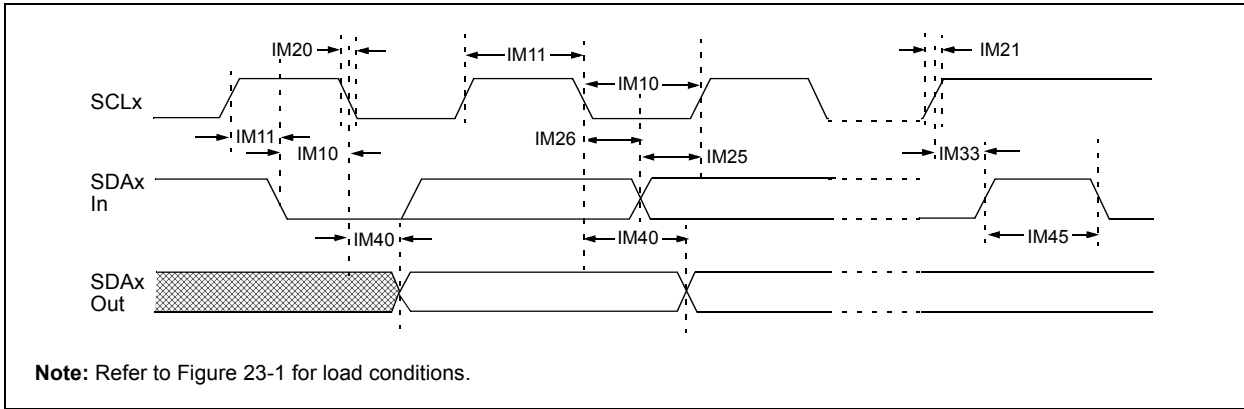 IM20
IM11
IM21
IM10
SCLx
IM11
IM26
IM10
IM25
IM33
SDAx
In
IM40
IM40
IM45
SDAx
Out
Note: Refer to Figure 23-1 for load conditions.